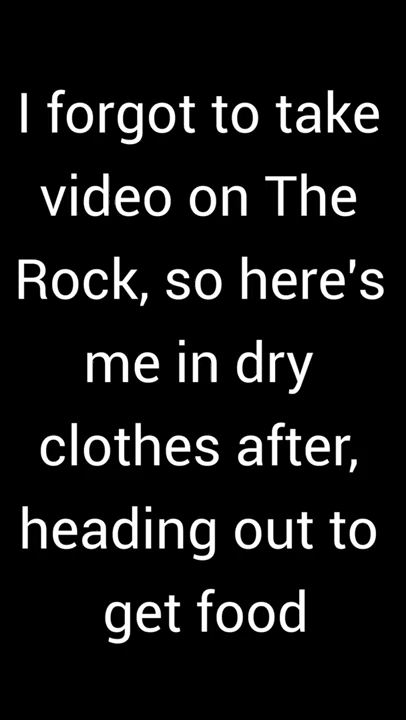 I forgot to take
video on The
Rock, so here's
me in dry
clothes after,
heading out to
get food